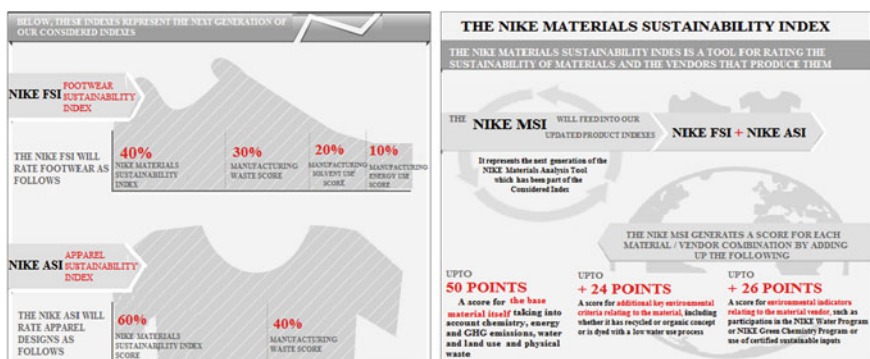 BELOW, THESE INDEXES REPRESENT THE NEXT GENERATION OF
OUR CONSIDERED INDEXES
NIKE FSI
FOOTWEAR
SUSTAINABILITY
INDEX
THE NIKE FSI WILL
RATE FOOTWEAR AS
FOLLOWS
40%
NIKE MATERIALS
SUSTAINABILITY
INDEX
30%
MANUFACTURING
WASTE SCORE
20%
MANUFACTURING
SOLVENT USE
SCORE
10%
MANUFACTURING
ENERGY USE
SCORE
NIKE ASI
APPAREL
SUSTAINABILITY
INDEX
THE NIKE ASI WILL
RATE APPAREL
DESIGNS AS
FOLLOWS
60%
NIKE MATERIALS
SUSTAINABILITY INDEX
SCORE
40%
MANUFACTURING
WASTE SCORE
THE NIKE MATERIALS SUSTAINABILITY INDEX
THE NIKE MATERIALS SUSTAINABILITY INDES IS A TOOL FOR RATING THE
SUSTAINABILITY OF MATERIALS AND THE VENDORS THAT PRODUCE THEM
THE NIKE MSI
WILL FEED INTO OUR
UPDATED PRODUCT INDEXES
NIKE FSI + NIKE ASI
It represents the next generation of the
NIKE Materials Analysis Tool
which has been part of the
Considered Index
THE NIKE MSI GENERATES A SCORE FOR EACH
MATERIAL / VENDOR COMBINATION BY ADDING
UP THE FOLLOWING
UPTO
50 POINTS
A score for the base
material itself taking into
account chemistry, energy
and GHG emissions, water
and land use and physical
waste
UPTO
+ 24 POINTS
A score for additional key environmental
criteria relating to the material, including
whether it has recycled or organic concept
or is dyed with a low water use process
UPTO
+ 26 POINTS
A score for environmental indicators
relating to the material vendor, such as
participation in the NIKE Water Program
or NIKE Green Chemistry Program or
use of certified sustainable inputs